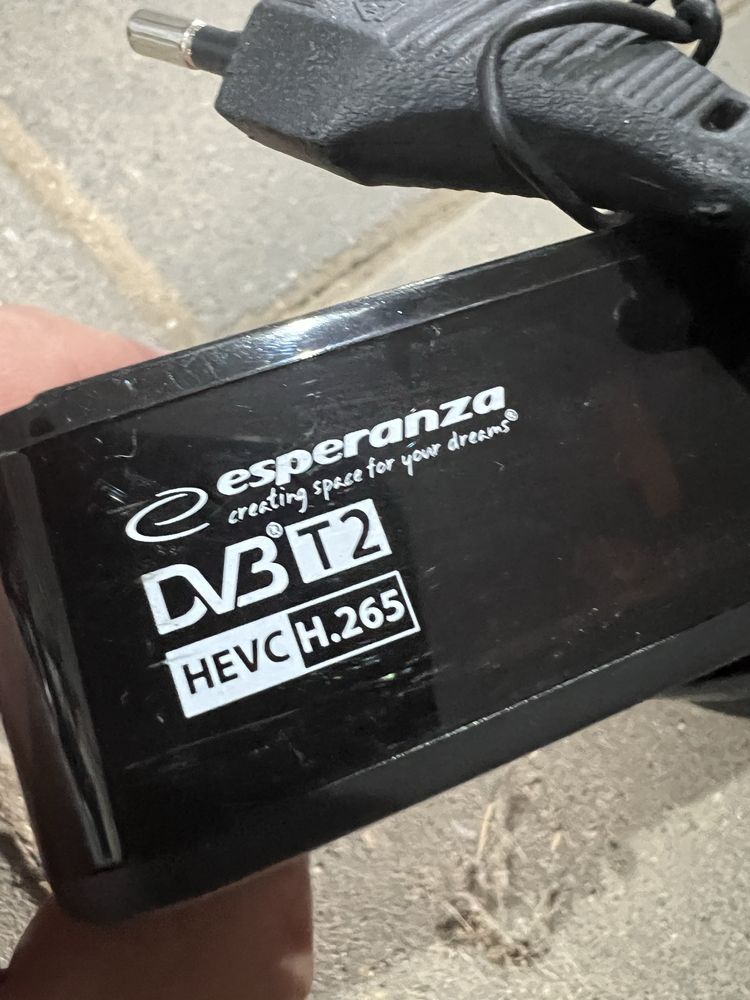 esperanza
creating space for your dreams®
DVB® T2
HEVC H.265